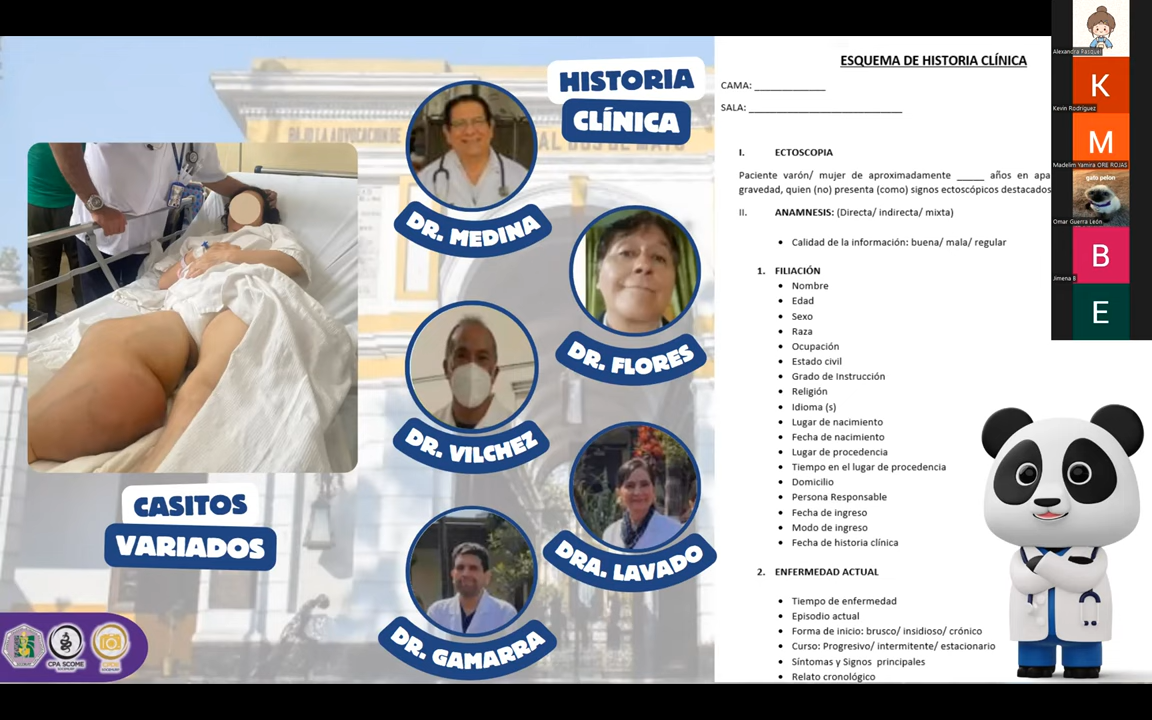 HISTORIA
CLÍNICA
DR. MEDINA
DR. FLORES
DR. VILCHEZ
DRA. LAVADO
DR. GAMARRA
CASITOS
VARIADOS
CPA SCOME
ESQUEMA DE HISTORIA CLÍNICA
CAMA: ______________
SALA: ____________________________
I. ECTOSCOPIA
Paciente varón/ mujer de aproximadamente _____ años en apa
gravedad, quien (no) presenta (como) signos ectoscópicos destacados
II. ANAMNESIS: (Directa/ indirecta/ mixta)
• Calidad de la información: buena/ mala/ regular
1. FILIACIÓN
• Nombre
• Edad
• Sexo
• Raza
• Ocupación
• Estado civil
• Grado de Instrucción
• Religión
• Idioma (s)
• Lugar de nacimiento
• Fecha de nacimiento
• Lugar de procedencia
• Tiempo en el lugar de procedencia
• Domicilio
• Persona Responsable
• Fecha de ingreso
• Modo de ingreso
• Fecha de historia clínica
2. ENFERMEDAD ACTUAL
• Tiempo de enfermedad
• Episodio actual
• Forma de inicio: brusco/ insidioso/ crónico
• Curso: Progresivo/ intermitente/ estacionario
• Síntomas y Signos principales
• Relato cronológico
Alexandra Pasquel
K
Kevin Rodríguez
M
Madelim Yamira ORE ROJAS
gato pelon
Omar Guerra León
B
Jimena B
E